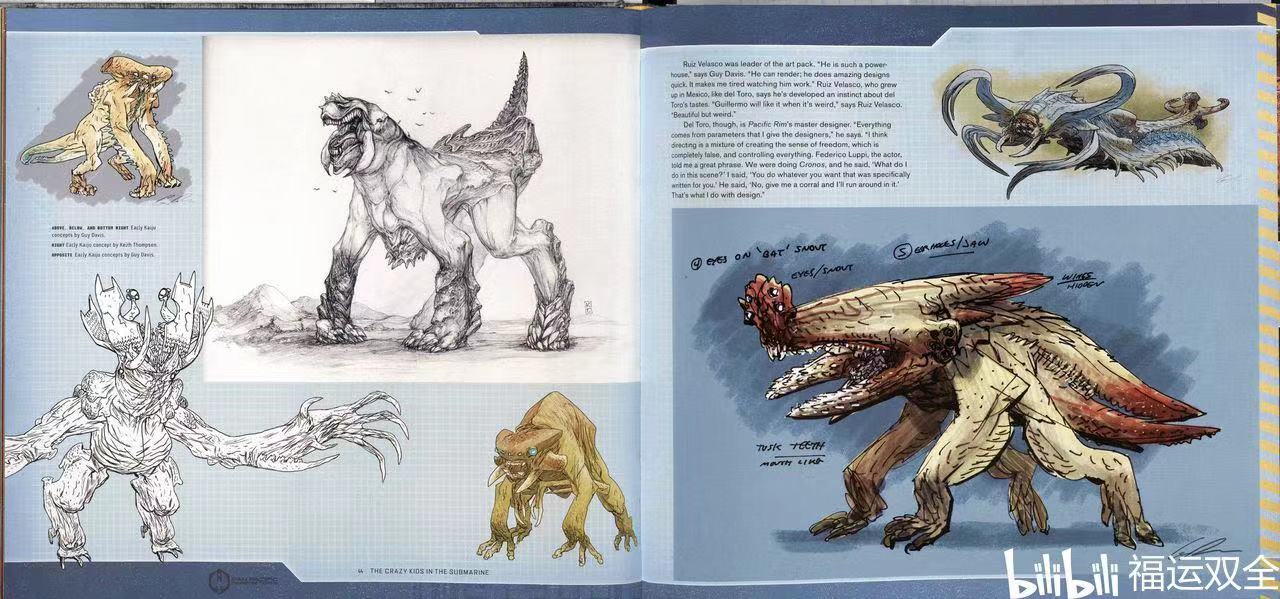 ABOVE, BELOW, AND BOTTOM RIGHT Early Kaiju
concepts by Guy Davis.
RIGHT Early Kaiju concept by Keith Thompson.
OPPOSITE Early Kaiju concepts by Guy Davis.
44 THE CRAZY KIDS IN THE SUBMARINE
Ruiz Velasco was leader of the art pack. "He is such a power-
house," says Guy Davis. "He can render; he does amazing designs
quick. It makes me tired watching him work." Ruiz Velasco, who grew
up in Mexico, like del Toro, says he's developed an instinct about del
Toro's tastes. "Guillermo will like it when it's weird," says Ruiz Velasco.
"Beautiful but weird."
Del Toro, though, is Pacific Rim's master designer. "Everything
comes from parameters that I give the designers," he says. "I think
directing is a mixture of creating the sense of freedom, which is
completely false, and controlling everything. Federico Luppi, the actor,
told me a great phrase. We were doing Cronos, and he said, 'What do I
do in this scene?' I said, 'You do whatever you want that was specifically
written for you.' He said, 'No, give me a corral and I'll run around in it.'
That's what I do with design."
④ EYES ON 'BAT' SNOUT
EYES/SNOUT
⑤ /JAW
WINGS
HIDDEN
TUSK TEETH
MOUTH LIKE
bilibili 福运双全